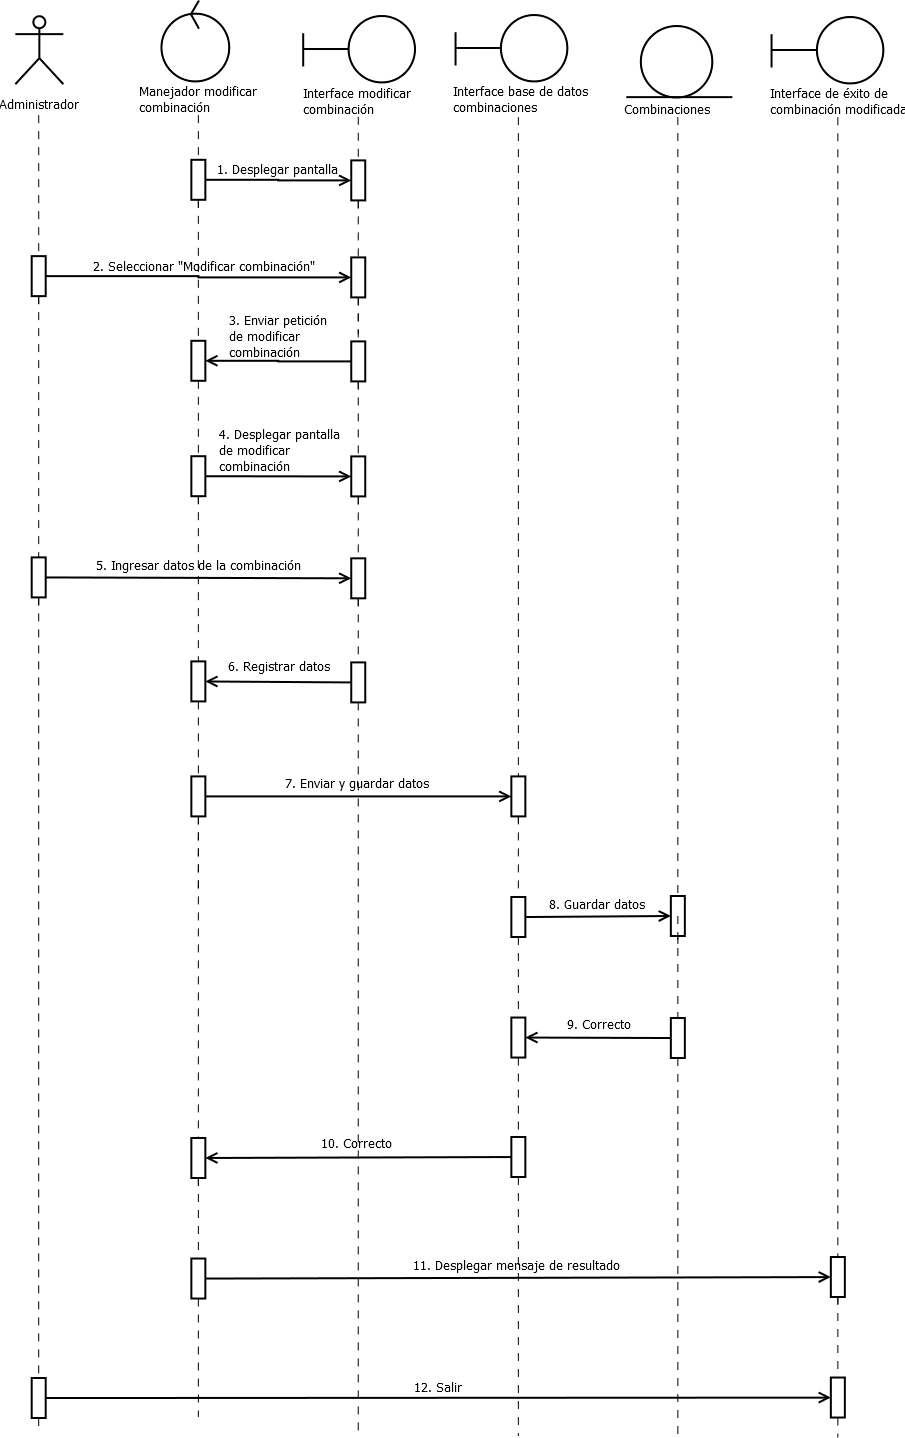 Administrador
Manejador modificar
combinación
Interface modificar
combinación
Interface base de datos
combinaciones
Combinaciones
Interface de éxito de
combinación modificada
1. Desplegar pantalla
2. Seleccionar "Modificar combinación"
3. Enviar petición
de modificar
combinación
4. Desplegar pantalla
de modificar
combinación
5. Ingresar datos de la combinación
6. Registrar datos
7. Enviar y guardar datos
8. Guardar datos
9. Correcto
10. Correcto
11. Desplegar mensaje de resultado
12. Salir